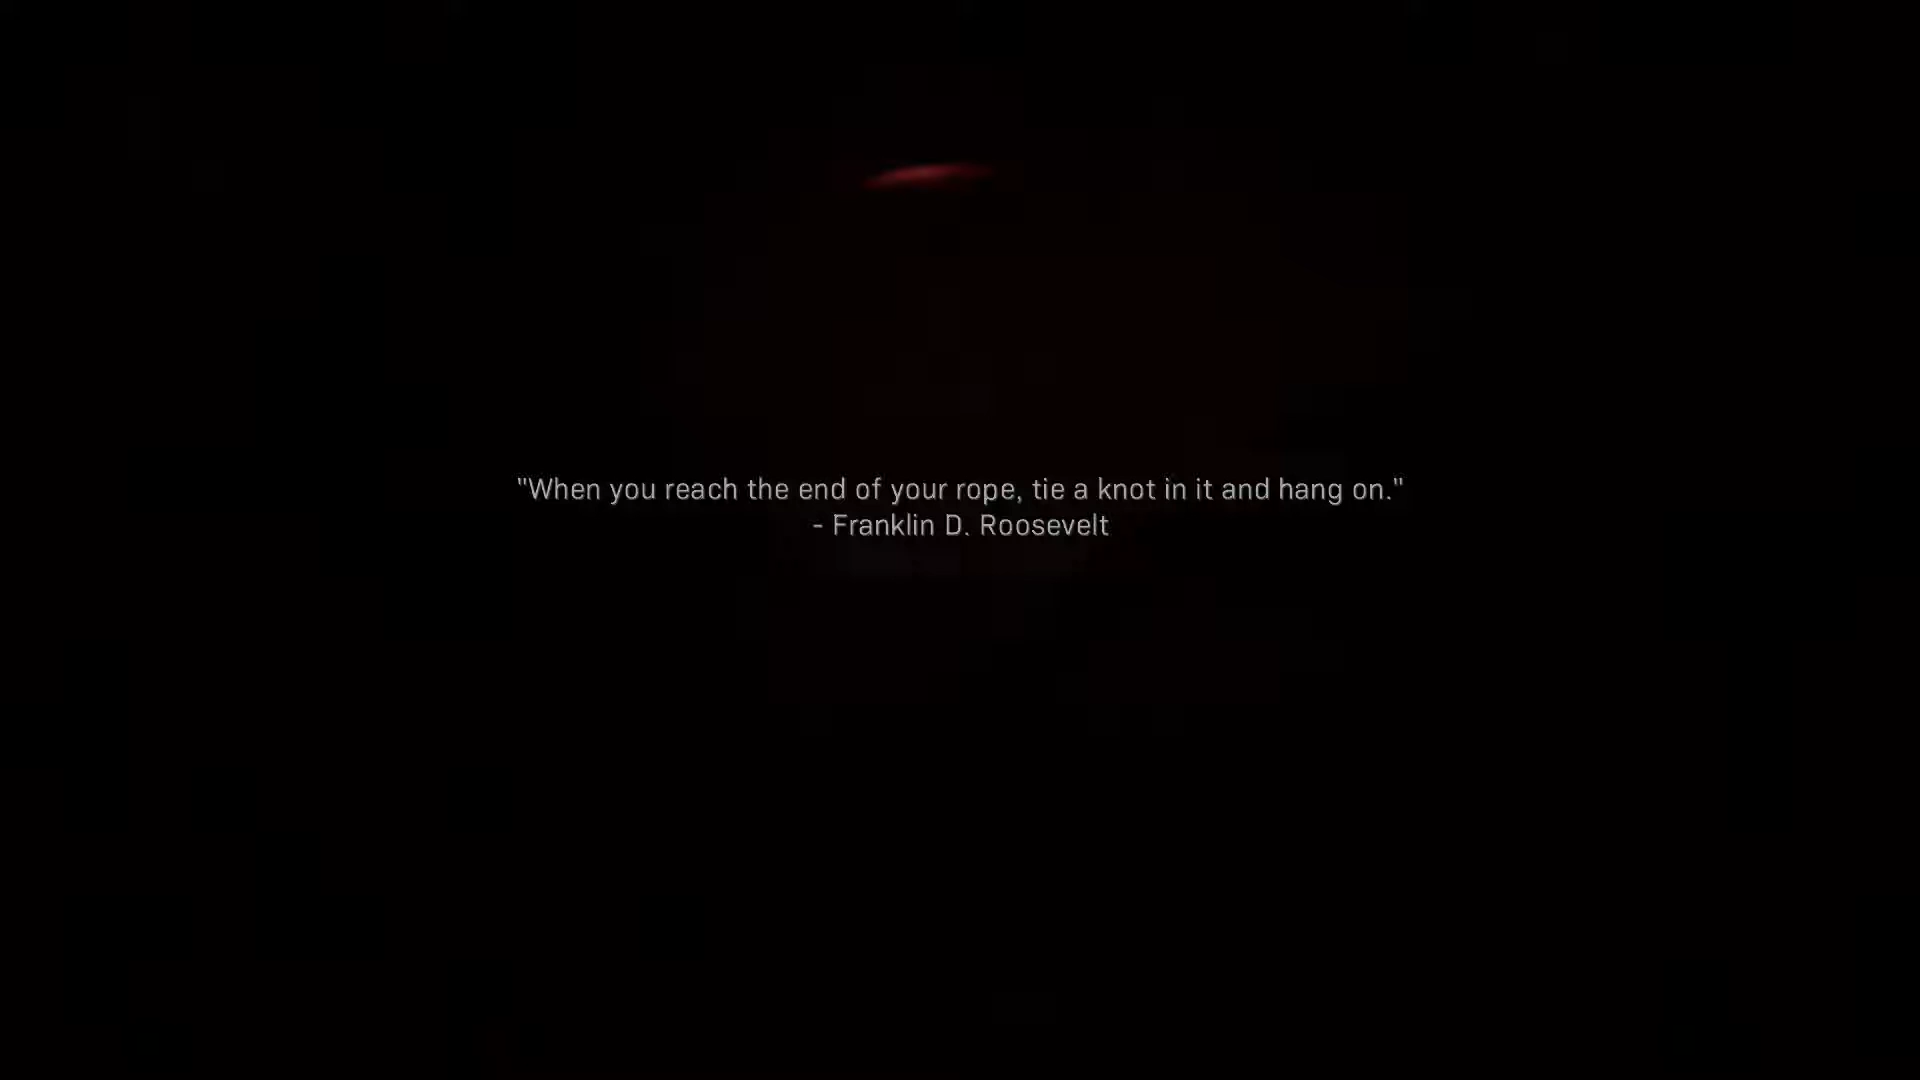 "When you reach the end of your rope, tie a knot in it and hang on."
- Franklin D. Roosevelt